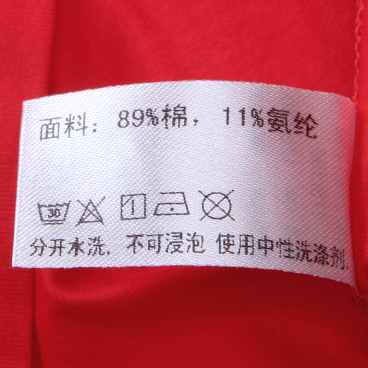 面料：89%棉，11%氨纶
30
分开水洗，不可浸泡 使用中性洗涤剂.